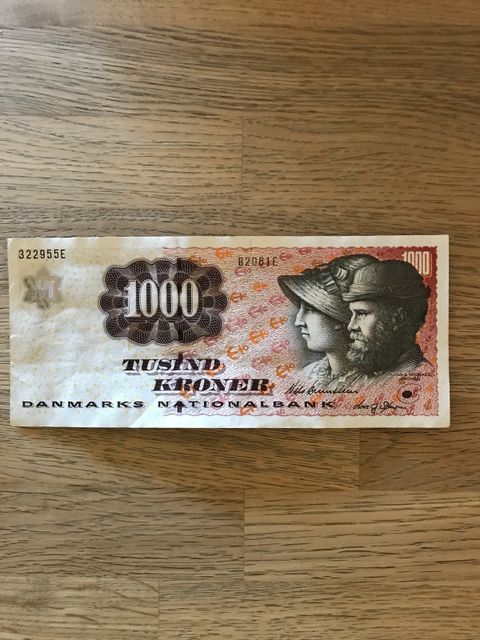 322955E
B2081E
1000
1000
TUSIND
KRONER
DANMARKS NATIONALBANK